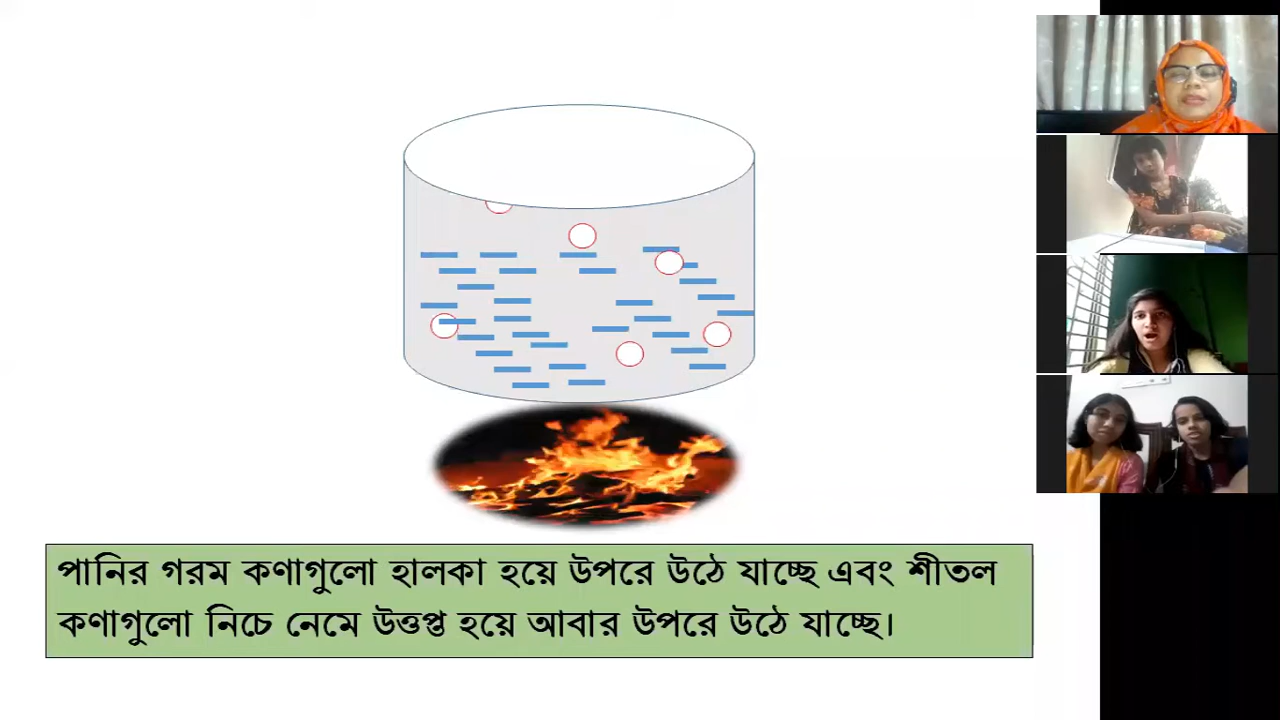 পানির গরম কণাগুলো হালকা হয়ে উপরে উঠে যাচ্ছে এবং শীতল
কণাগুলো নিচে নেমে উত্তপ্ত হয়ে আবার উপরে উঠে যাচ্ছে।